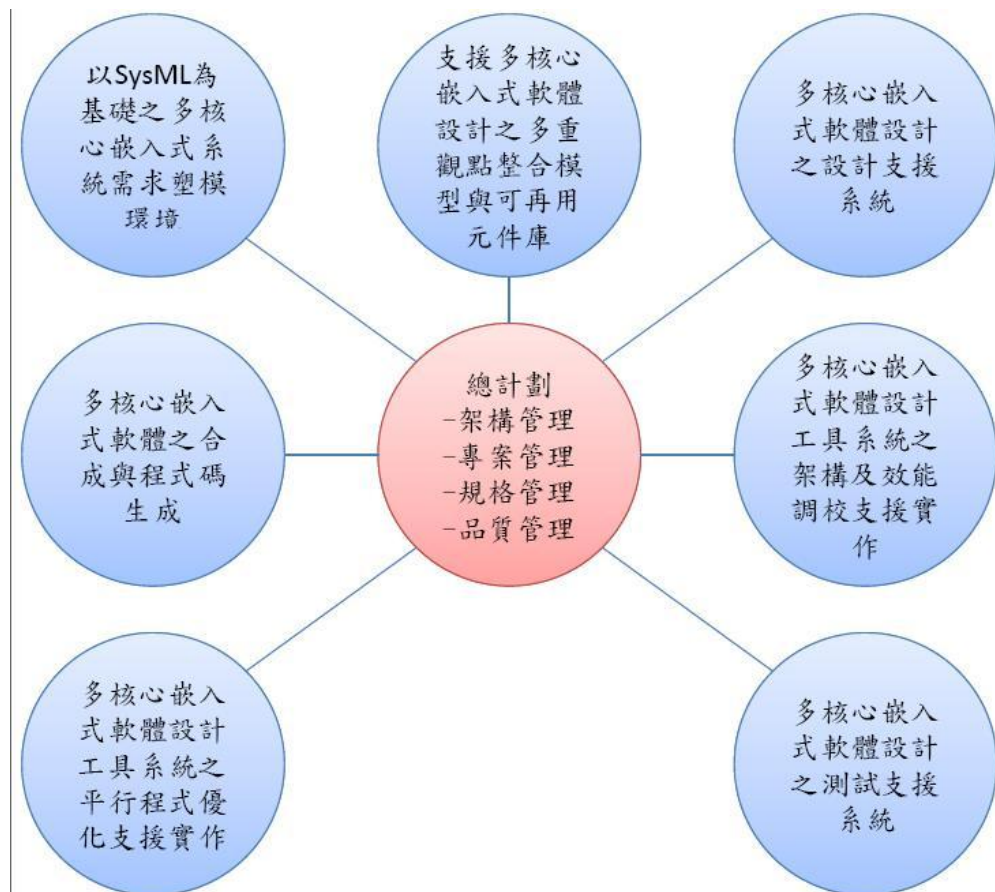 以SysML為
基礎之多核
心嵌入式系
統需求塑模
環境
支援多核心
嵌入式軟體
設計之多重
觀點整合模
型與可再用
元件庫
多核心嵌入
式軟體設計
之設計支援
系統
多核心嵌入
式軟體之合
成與程式碼
生成
總計劃
-架構管理
-專案管理
-規格管理
-品質管理
多核心嵌入
式軟體設計
工具系統之
架構及效能
調校支援實
作
多核心嵌入
式軟體設計
工具系統之
平行程式優
化支援實作
多核心嵌入
式軟體設計
之測試支援
系統